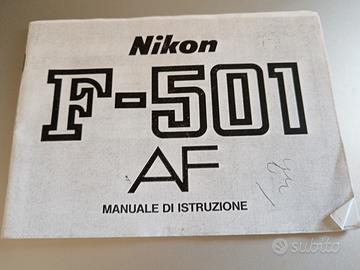 Nikon
F-501
AF
MANUALE DI ISTRUZIONE
subito